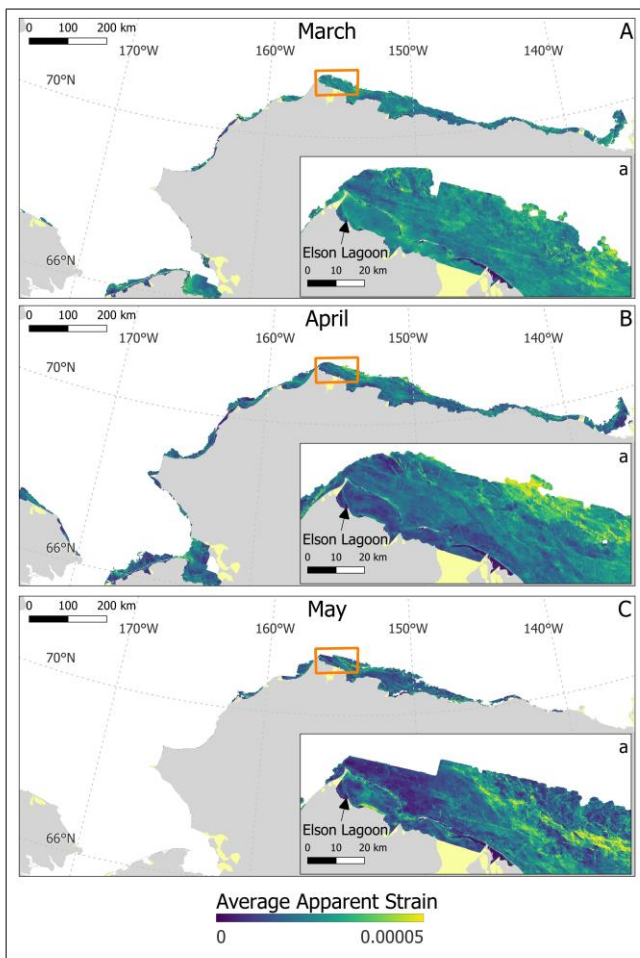 0 100 200 km
March
A
160°W
150°W
140°W
170°W
70°N
66°N
a
Elson Lagoon
0 10 20 km
0 100 200 km
April
B
160°W
150°W
140°W
170°W
70°N
66°N
a
Elson Lagoon
0 10 20 km
0 100 200 km
May
C
170°W
160°W
150°W
140°W
70°N
66°N
a
Elson Lagoon
0 10 20 km
Average Apparent Strain
0 0.00005